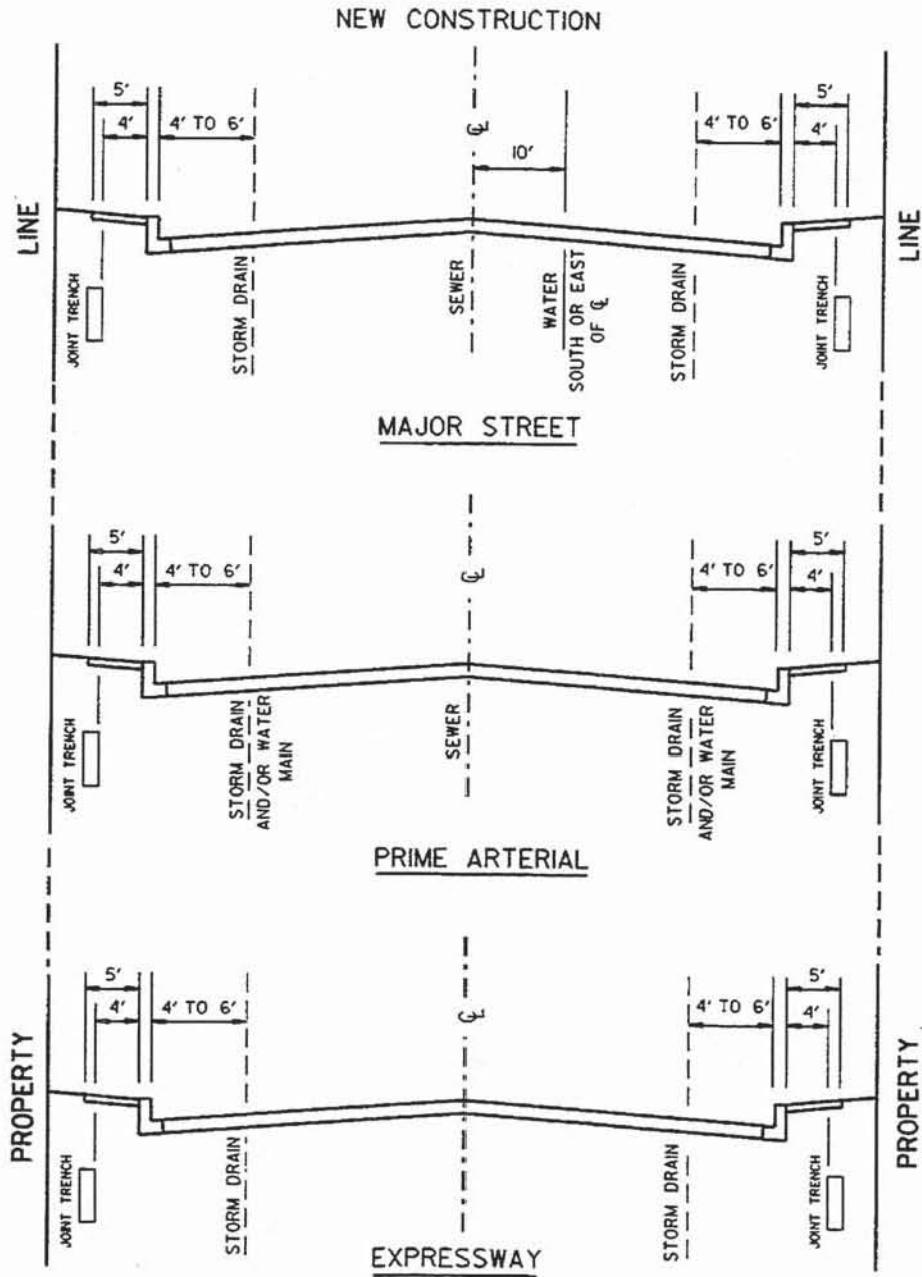 NEW CONSTRUCTION
5'
4'
4' TO 6'
℄
10'
4' TO 6'
5'
4'
LINE
JOINT TRENCH
STORM DRAIN
SEWER
WATER
SOUTH OR EAST
OF ℄
STORM DRAIN
JOINT TRENCH
LINE
MAJOR STREET
5'
4'
4' TO 6'
℄
4' TO 6'
5'
4'
JOINT TRENCH
STORM DRAIN
AND/OR WATER
MAIN
SEWER
STORM DRAIN
AND/OR WATER
MAIN
JOINT TRENCH
PRIME ARTERIAL
5'
4'
4' TO 6'
℄
4' TO 6'
5'
4'
PROPERTY
JOINT TRENCH
STORM DRAIN
STORM DRAIN
JOINT TRENCH
PROPERTY
EXPRESSWAY